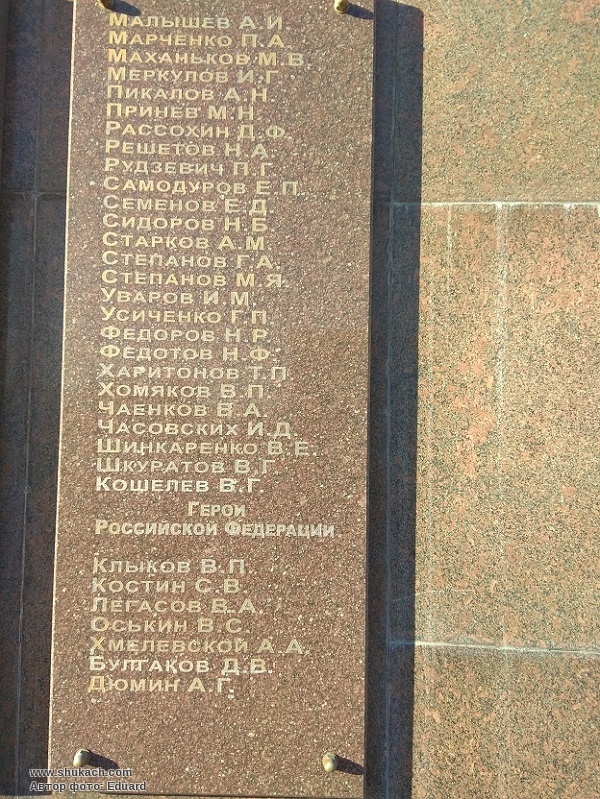 Малышев А.И.
Марченко П.А.
Маханьков М.В.
Меркулов И.Г.
Пикалов А.Н.
Принев М.Н.
Рассохин Д.Ф.
Решетов Н.А.
Рудзевич П.Г.
Самодуров Е.П.
Семенов Е.Д.
Сидоров Н.Б.
Старков А.М.
Степанов Г.А.
Степанов М.Я.
Уваров И.М.
Усиченко Г.П.
Федоров Н.Р.
Федотов Н.Ф.
Харитонов Т.П.
Хомяков В.П.
Чаенков В.А.
Часовских И.Д.
Шинкаренко В.Е.
Шкуратов В.Г.
Кошелев В.Г.
Герои
Российской Федерации
Клыков В.П.
Костин С.В.
Легасов В.А.
Оськин В.С.
Хмелевской А.А.
Булгаков Д.В.
Дюмин А.Г.
www.shukach.com
Автор фото: Eduard